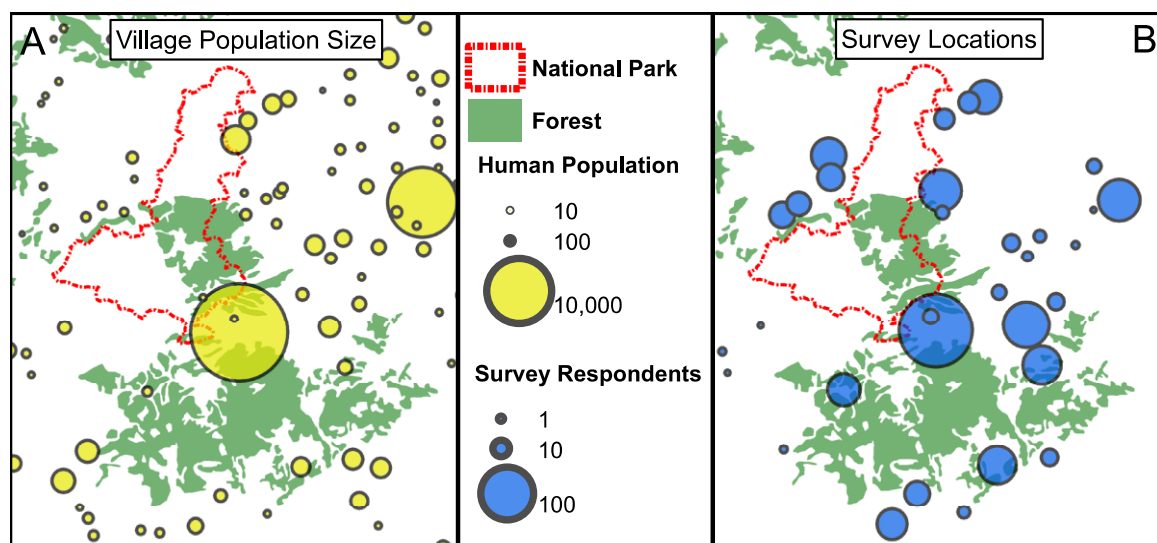 A
Village Population Size
National Park
Forest
Human Population
10
100
10,000
Survey Respondents
1
10
100
Survey Locations
B